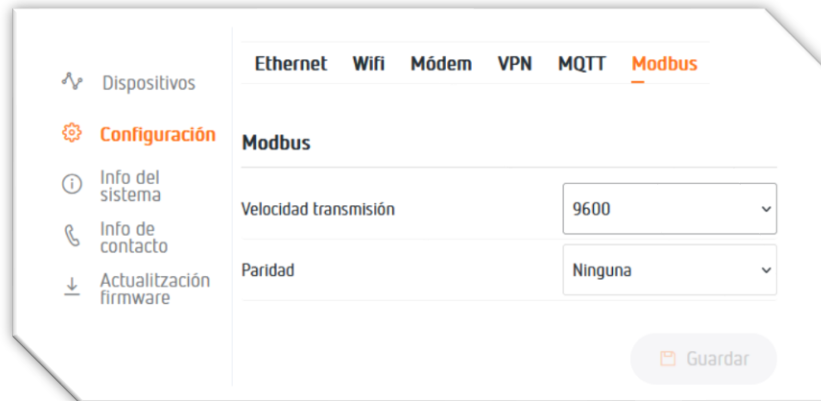 Dispositivos
Configuración
Info del
sistema
Info de
contacto
Actualitzación
firmware
Ethernet Wifi Módem VPN MQTT Modbus
Modbus
Velocidad transmisión 9600
Paridad Ninguna
Guardar